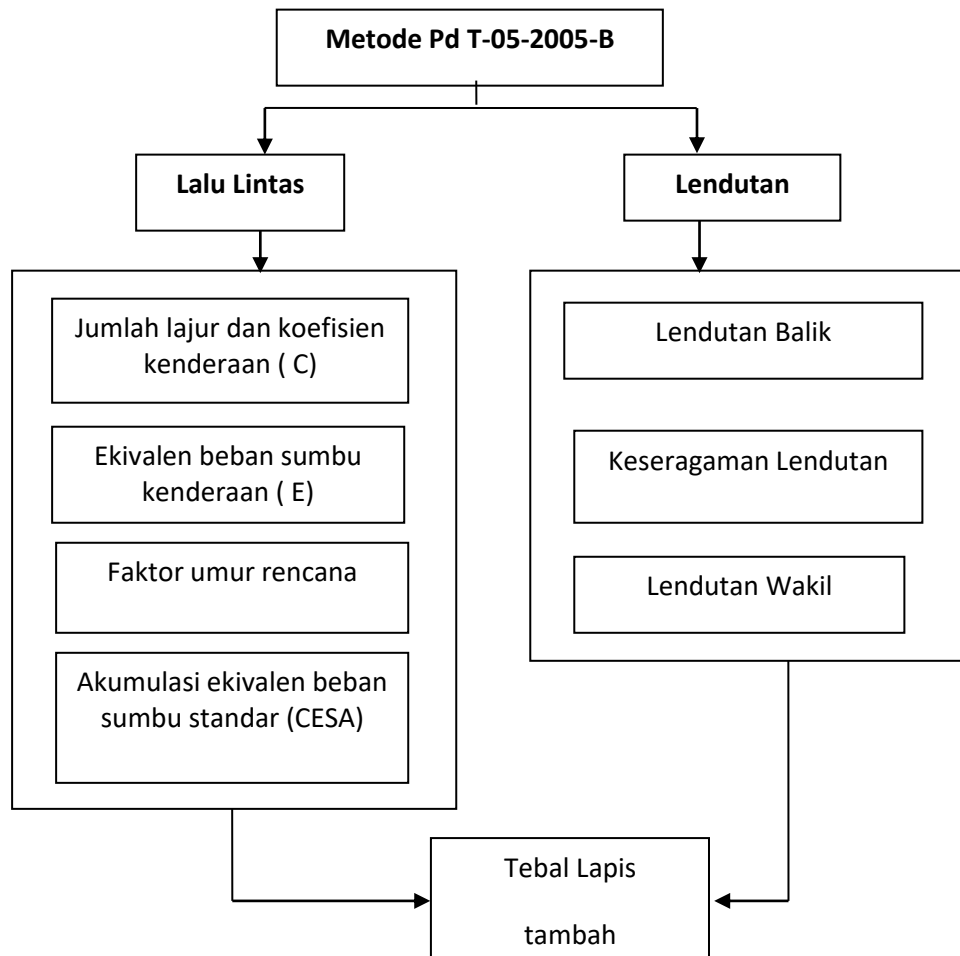 Metode Pd T-05-2005-B
Lalu Lintas
Lendutan
Jumlah lajur dan koefisien
kenderaan ( C)
Ekivalen beban sumbu
kenderaan ( E)
Faktor umur rencana
Akumulasi ekivalen beban
sumbu standar (CESA)
Lendutan Balik
Keseragaman Lendutan
Lendutan Wakil
Tebal Lapis
tambah